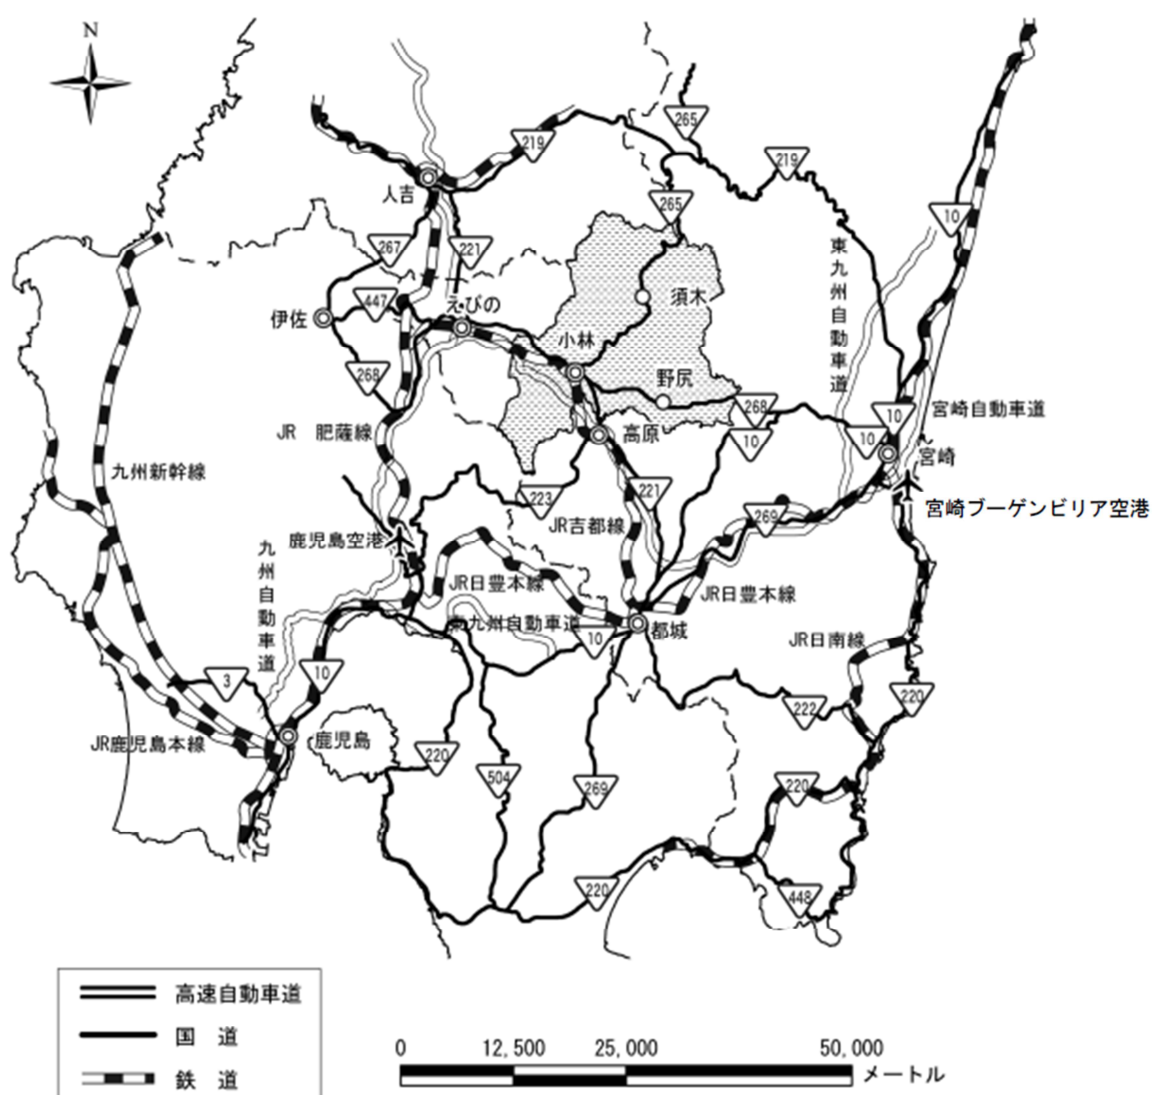 N
265
219
219
人吉
265
10
267
221
東九州自動車道
447
えびの
須木
伊佐
小林
268
野尻
268
10
宮崎自動車道
JR 肥薩線
高原
10
10
宮崎
九州新幹線
223
221
269
宮崎ブーゲンビリア空港
JR吉都線
鹿児島空港
九州自動車道
JR日豊本線
JR日豊本線
東九州自動車道
10
都城
JR日南線
3
10
220
222
JR鹿児島本線
鹿児島
220
504
269
220
220
448
高速自動車道
国 道
鉄 道
0 12,500 25,000 50,000
メートル